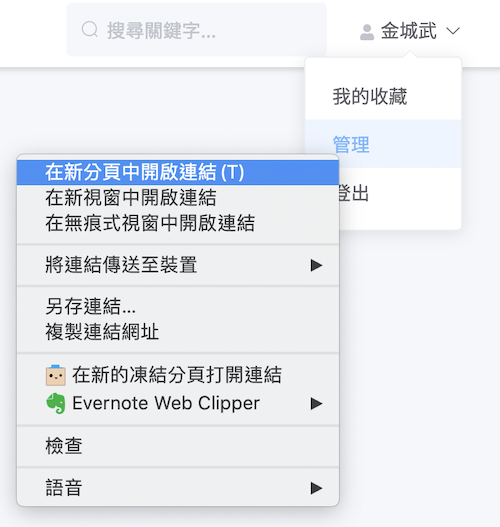 搜尋關鍵字...
金城武
我的收藏
管理
登出
在新分頁中開啟連結 (T)
在新視窗中開啟連結
在無痕式視窗中開啟連結
將連結傳送至裝置
另存連結...
複製連結網址
在新的凍結分頁打開連結
Evernote Web Clipper
檢查
語音